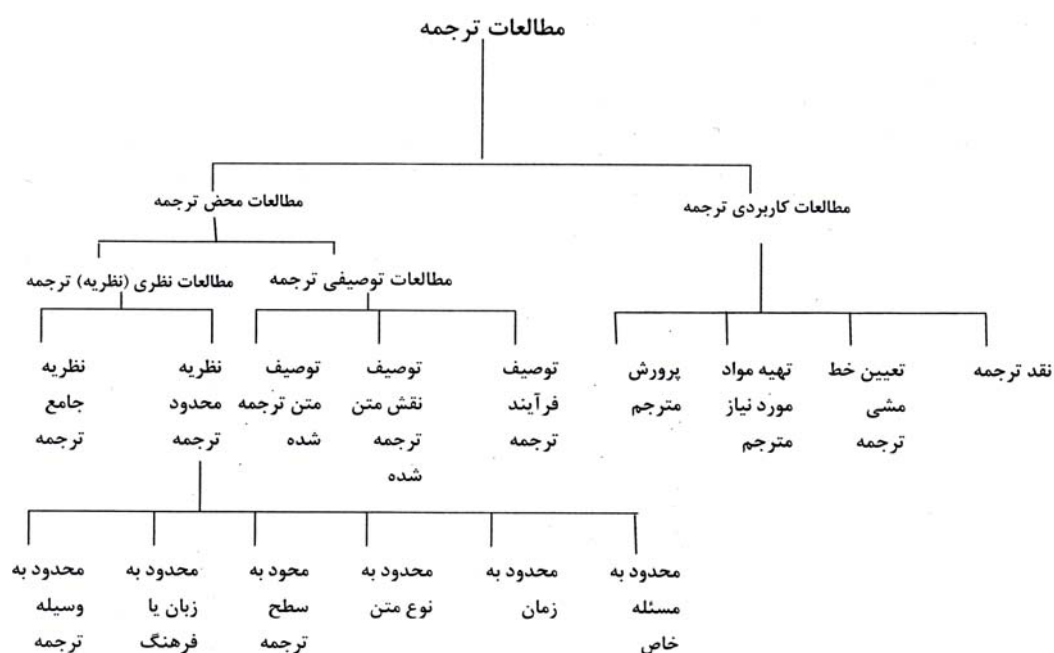 مطالعات ترجمه
مطالعات کاربردی ترجمه
مطالعات محض ترجمه
مطالعات توصیفی ترجمه
مطالعات نظری (نظریه) ترجمه
نقد ترجمه
تعیین خط
مشی
ترجمه
تهیه مواد
مورد نیاز
مترجم
پرورش
مترجم
توصیف
فرآیند
ترجمه
توصیف
نقش متن
ترجمه
شده
توصیف
متن ترجمه
شده
نظریه
محدود
ترجمه
نظریه
جامع
ترجمه
محدود به
مسئله
خاص
محدود به
زمان
محدود به
نوع متن
محود به
سطح
ترجمه
محدود به
زبان یا
فرهنگ
محدود به
وسیله
ترجمه